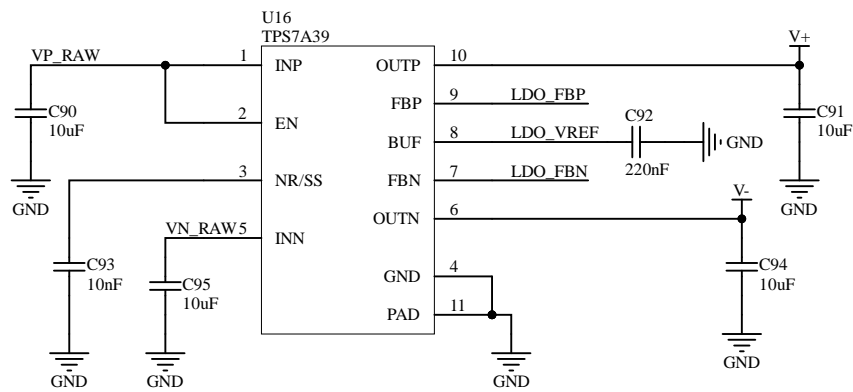 U16
TPS7A39
VP_RAW
1
INP
OUTP
10
V+
C90
10uF
2
EN
FBP
9
LDO_FBP
C92
220nF
C91
10uF
BUF
8
LDO_VREF
GND
GND
3
NR/SS
FBN
7
LDO_FBN
GND
OUTN
6
V-
VN_RAW
5
INN
C93
10nF
C95
10uF
GND
4
C94
10uF
PAD
11
GND
GND
GND
GND